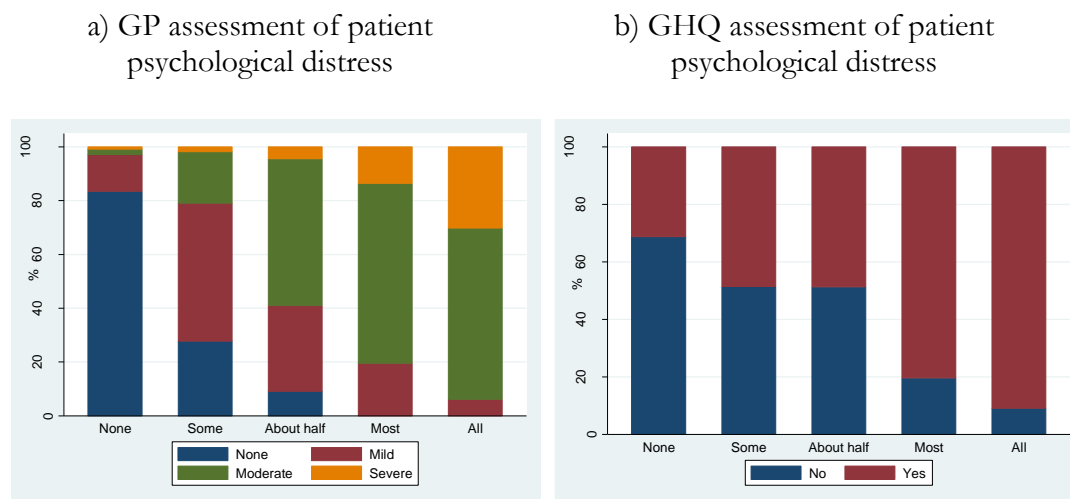 a) GP assessment of patient
psychological distress
b) GHQ assessment of patient
psychological distress
100
80
60
40
20
0
%
None
Some
About half
Most
All
None
Mild
Moderate
Severe
100
80
60
40
20
0
%
None
Some
About half
Most
All
No
Yes